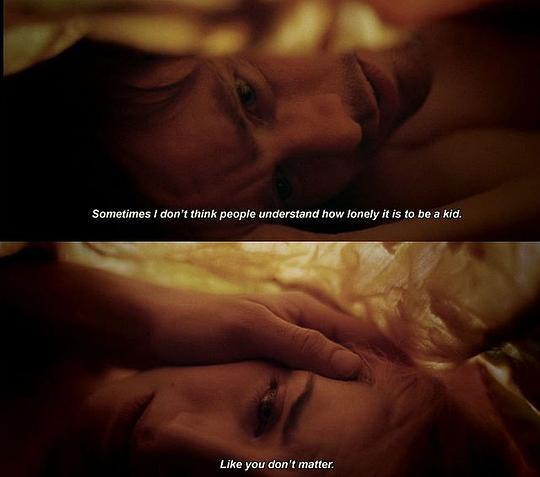 Sometimes I don't think people understand how lonely it is to be a kid.
Like you don't matter.